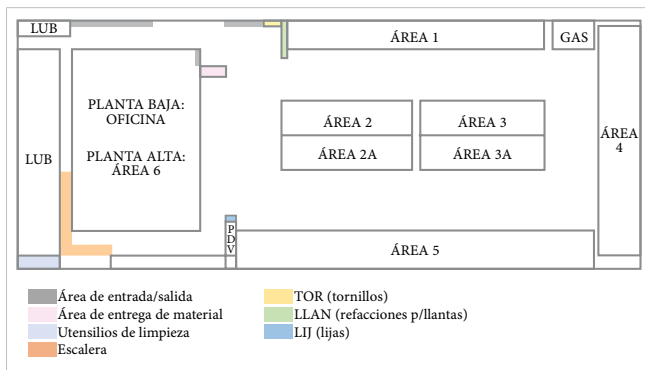 LUB
ÁREA 1
GAS
PLANTA BAJA:
OFICINA
PLANTA ALTA:
ÁREA 6
LUB
ÁREA 2
ÁREA 3
ÁREA 2A
ÁREA 3A
ÁREA
4
PDV
ÁREA 5
Área de entrada/salida
Área de entrega de material
Utensilios de limpieza
Escalera
TOR (tornillos)
LLAN (refacciones p/llantas)
LIJ (lijas)